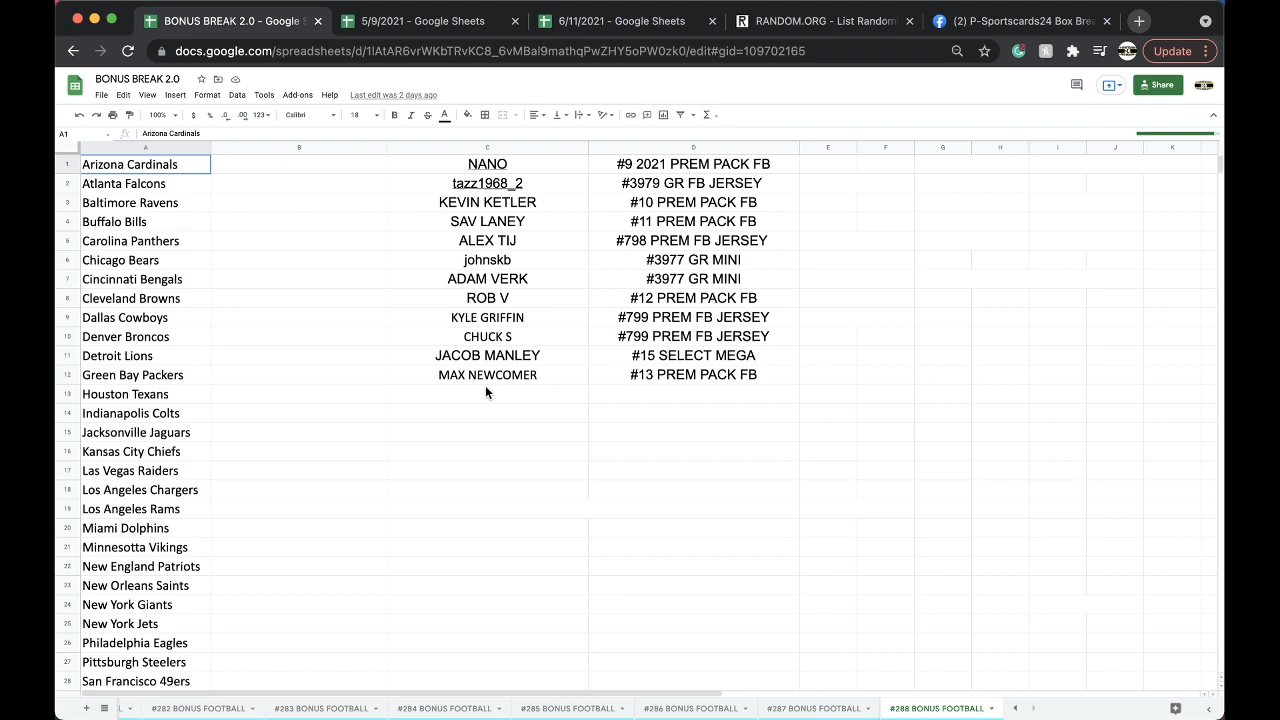 BONUS BREAK 2.0 - Google S
5/9/2021 - Google Sheets
6/11/2021 - Google Sheets
RANDOM.ORG - List Random
(2) P-Sportscards24 Box Brea
docs.google.com/spreadsheets/d/1lAtAR6vrWKbTRvKC8_6vMBal9mathqPwZHY5oPW0zk0/edit#gid=109702165
Update
BONUS BREAK 2.0
File Edit View Insert Format Data Tools Add-ons Help Last edit was 2 days ago
Share
100% $ % .0 .00 123 Calibri 18 B I S A
A1 fx Arizona Cardinals
A B C D E F G H I J K
1 Arizona Cardinals NANO #9 2021 PREM PACK FB
2 Atlanta Falcons tazz1968_2 #3979 GR FB JERSEY
3 Baltimore Ravens KEVIN KETLER #10 PREM PACK FB
4 Buffalo Bills SAV LANEY #11 PREM PACK FB
5 Carolina Panthers ALEX TIJ #798 PREM FB JERSEY
6 Chicago Bears johnskb #3977 GR MINI
7 Cincinnati Bengals ADAM VERK #3977 GR MINI
8 Cleveland Browns ROB V #12 PREM PACK FB
9 Dallas Cowboys KYLE GRIFFIN #799 PREM FB JERSEY
10 Denver Broncos CHUCK S #799 PREM FB JERSEY
11 Detroit Lions JACOB MANLEY #15 SELECT MEGA
12 Green Bay Packers MAX NEWCOMER #13 PREM PACK FB
13 Houston Texans
14 Indianapolis Colts
15 Jacksonville Jaguars
16 Kansas City Chiefs
17 Las Vegas Raiders
18 Los Angeles Chargers
19 Los Angeles Rams
20 Miami Dolphins
21 Minnesotta Vikings
22 New England Patriots
23 New Orleans Saints
24 New York Giants
25 New York Jets
26 Philadelphia Eagles
27 Pittsburgh Steelers
28 San Francisco 49ers
#282 BONUS FOOTBALL #283 BONUS FOOTBALL #284 BONUS FOOTBALL #285 BONUS FOOTBALL #286 BONUS FOOTBALL #287 BONUS FOOTBALL #288 BONUS FOOTBALL